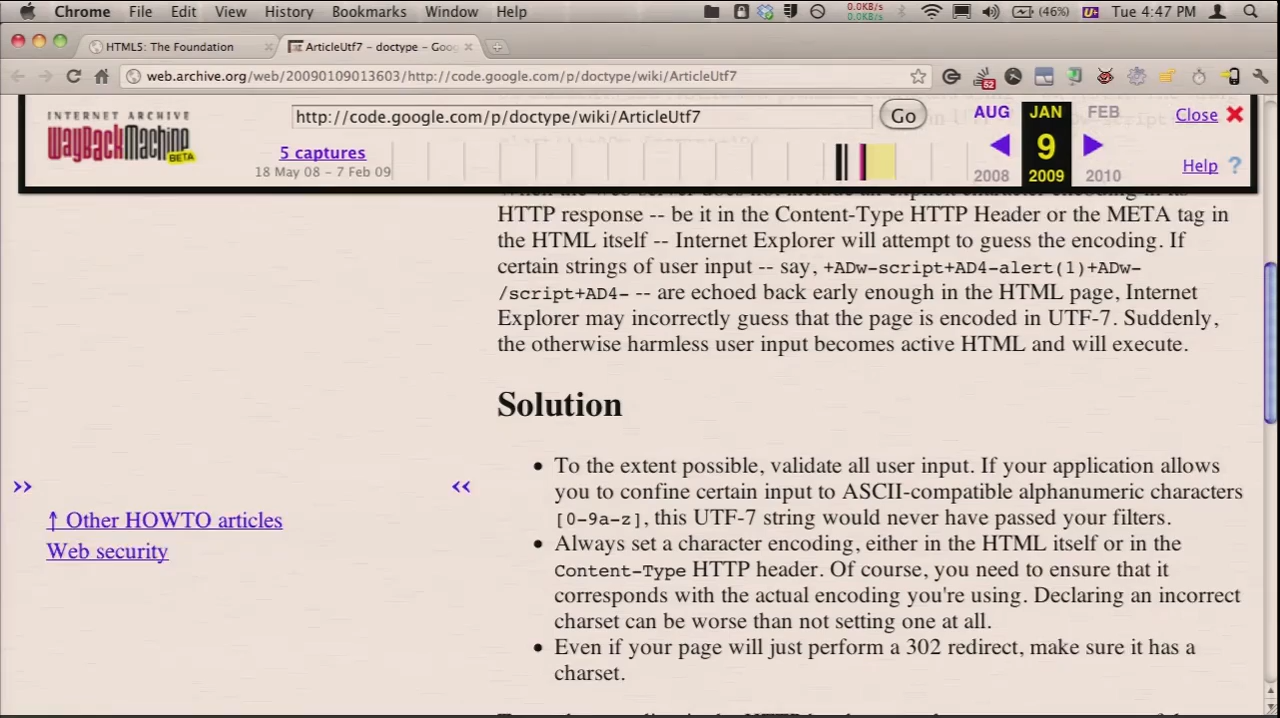 Chrome File Edit View History Bookmarks Window Help 0.0KB/s 0.0KB/s (46%) Tue 4:47 PM
HTML5: The Foundation ArticleUtf7 – doctype – Goo
web.archive.org/web/20090109013603/http://code.google.com/p/doctype/wiki/ArticleUtf7 52
INTERNET ARCHIVE
WayBackMachine BETA
http://code.google.com/p/doctype/wiki/ArticleUtf7 Go
5 captures
18 May 08 – 7 Feb 09
AUG JAN FEB
9
2008 2009 2010
Close
Help ?
HTTP response -- be it in the Content-Type HTTP Header or the META tag in
the HTML itself -- Internet Explorer will attempt to guess the encoding. If
certain strings of user input -- say, +ADw-script+AD4-alert(1)+ADw-
/script+AD4- -- are echoed back early enough in the HTML page, Internet
Explorer may incorrectly guess that the page is encoded in UTF-7. Suddenly,
the otherwise harmless user input becomes active HTML and will execute.
Solution
• To the extent possible, validate all user input. If your application allows
you to confine certain input to ASCII-compatible alphanumeric characters
[0-9a-z], this UTF-7 string would never have passed your filters.
• Always set a character encoding, either in the HTML itself or in the
Content-Type HTTP header. Of course, you need to ensure that it
corresponds with the actual encoding you're using. Declaring an incorrect
charset can be worse than not setting one at all.
• Even if your page will just perform a 302 redirect, make sure it has a
charset.
›› ‹‹
↑ Other HOWTO articles
Web security